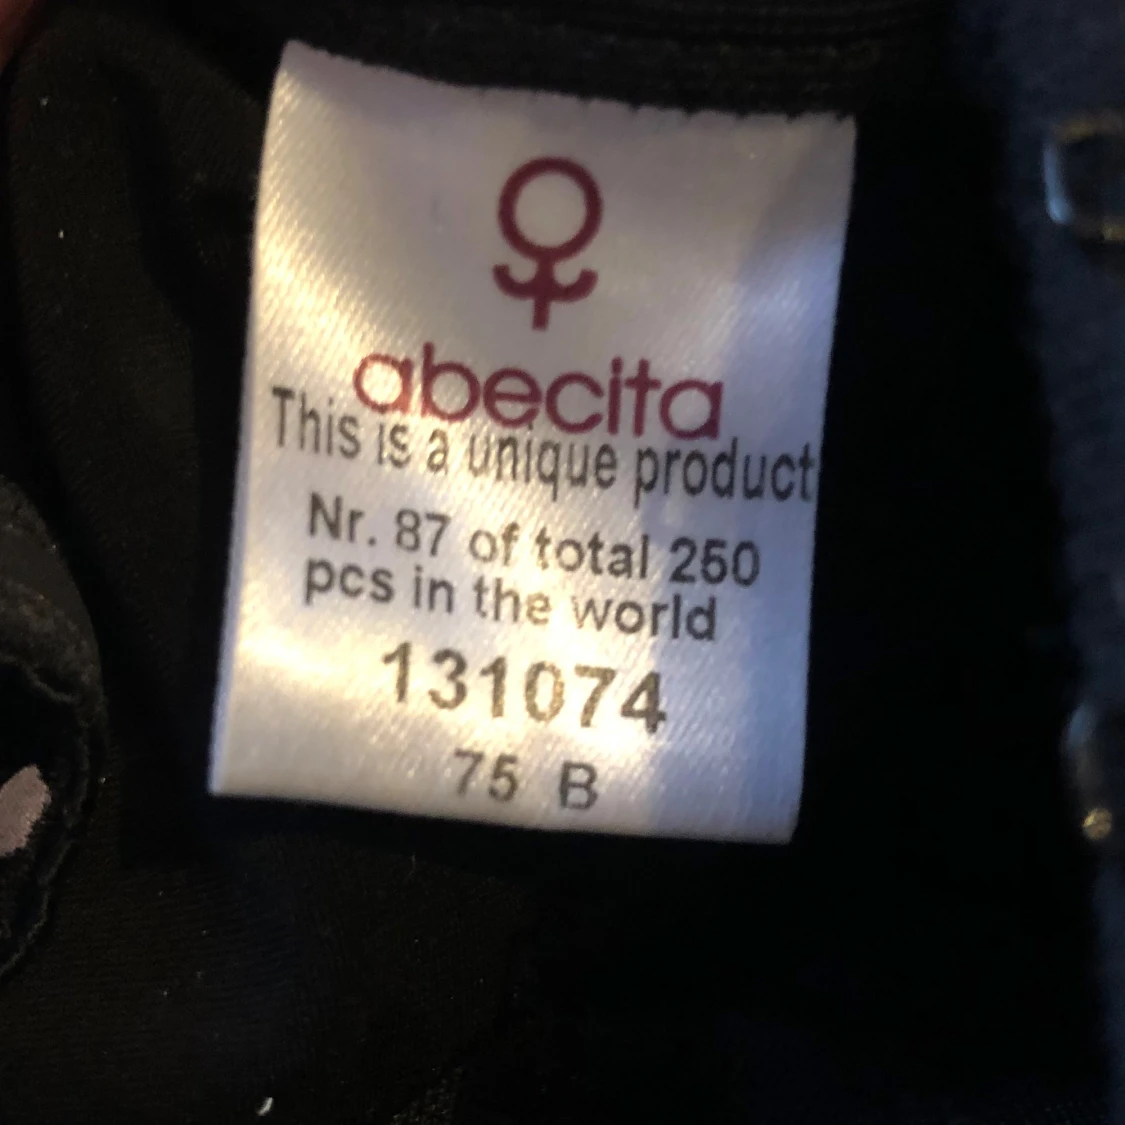 abecita
This is a unique product
Nr. 87 of total 250
pcs in the world
131074
75 B